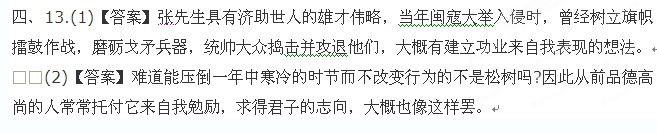 四、13.(1)【答案】张先生具有济助世人的雄才伟略，当年闽寇大举入侵时，曾经树立旗帜
擂鼓作战，磨砺戈矛兵器，统帅大众捣击并攻退他们，大概有建立功业来自我表现的想法。
□□(2)【答案】难道能压倒一年中寒冷的时节而不改变行为的不是松树吗?因此从前品德高
尚的人常常托付它来自我勉励，求得君子的志向，大概也像这样罢。